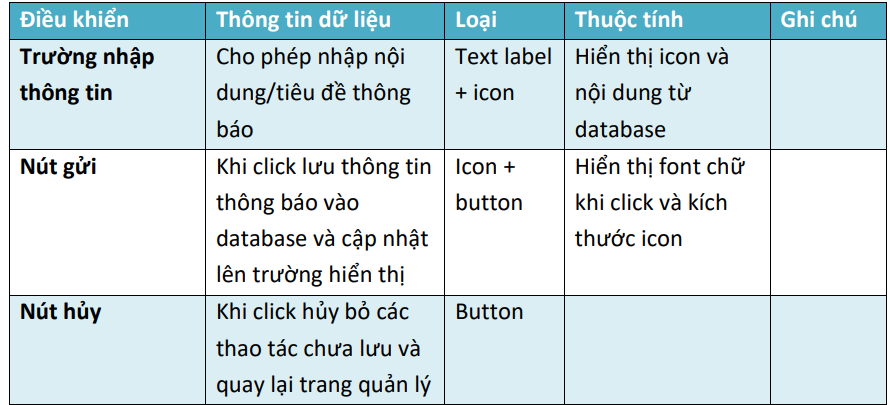 Điều khiển Thông tin dữ liệu Loại Thuộc tính Ghi chú
Trường nhập thông tin
Cho phép nhập nội dung/tiêu đề thông báo
Text label + icon
Hiển thị icon và nội dung từ database
Nút gửi
Khi click lưu thông tin thông báo vào database và cập nhật lên trường hiển thị
Icon + button
Hiển thị font chữ khi click và kích thước icon
Nút hủy
Khi click hủy bỏ các thao tác chưa lưu và quay lại trang quản lý
Button